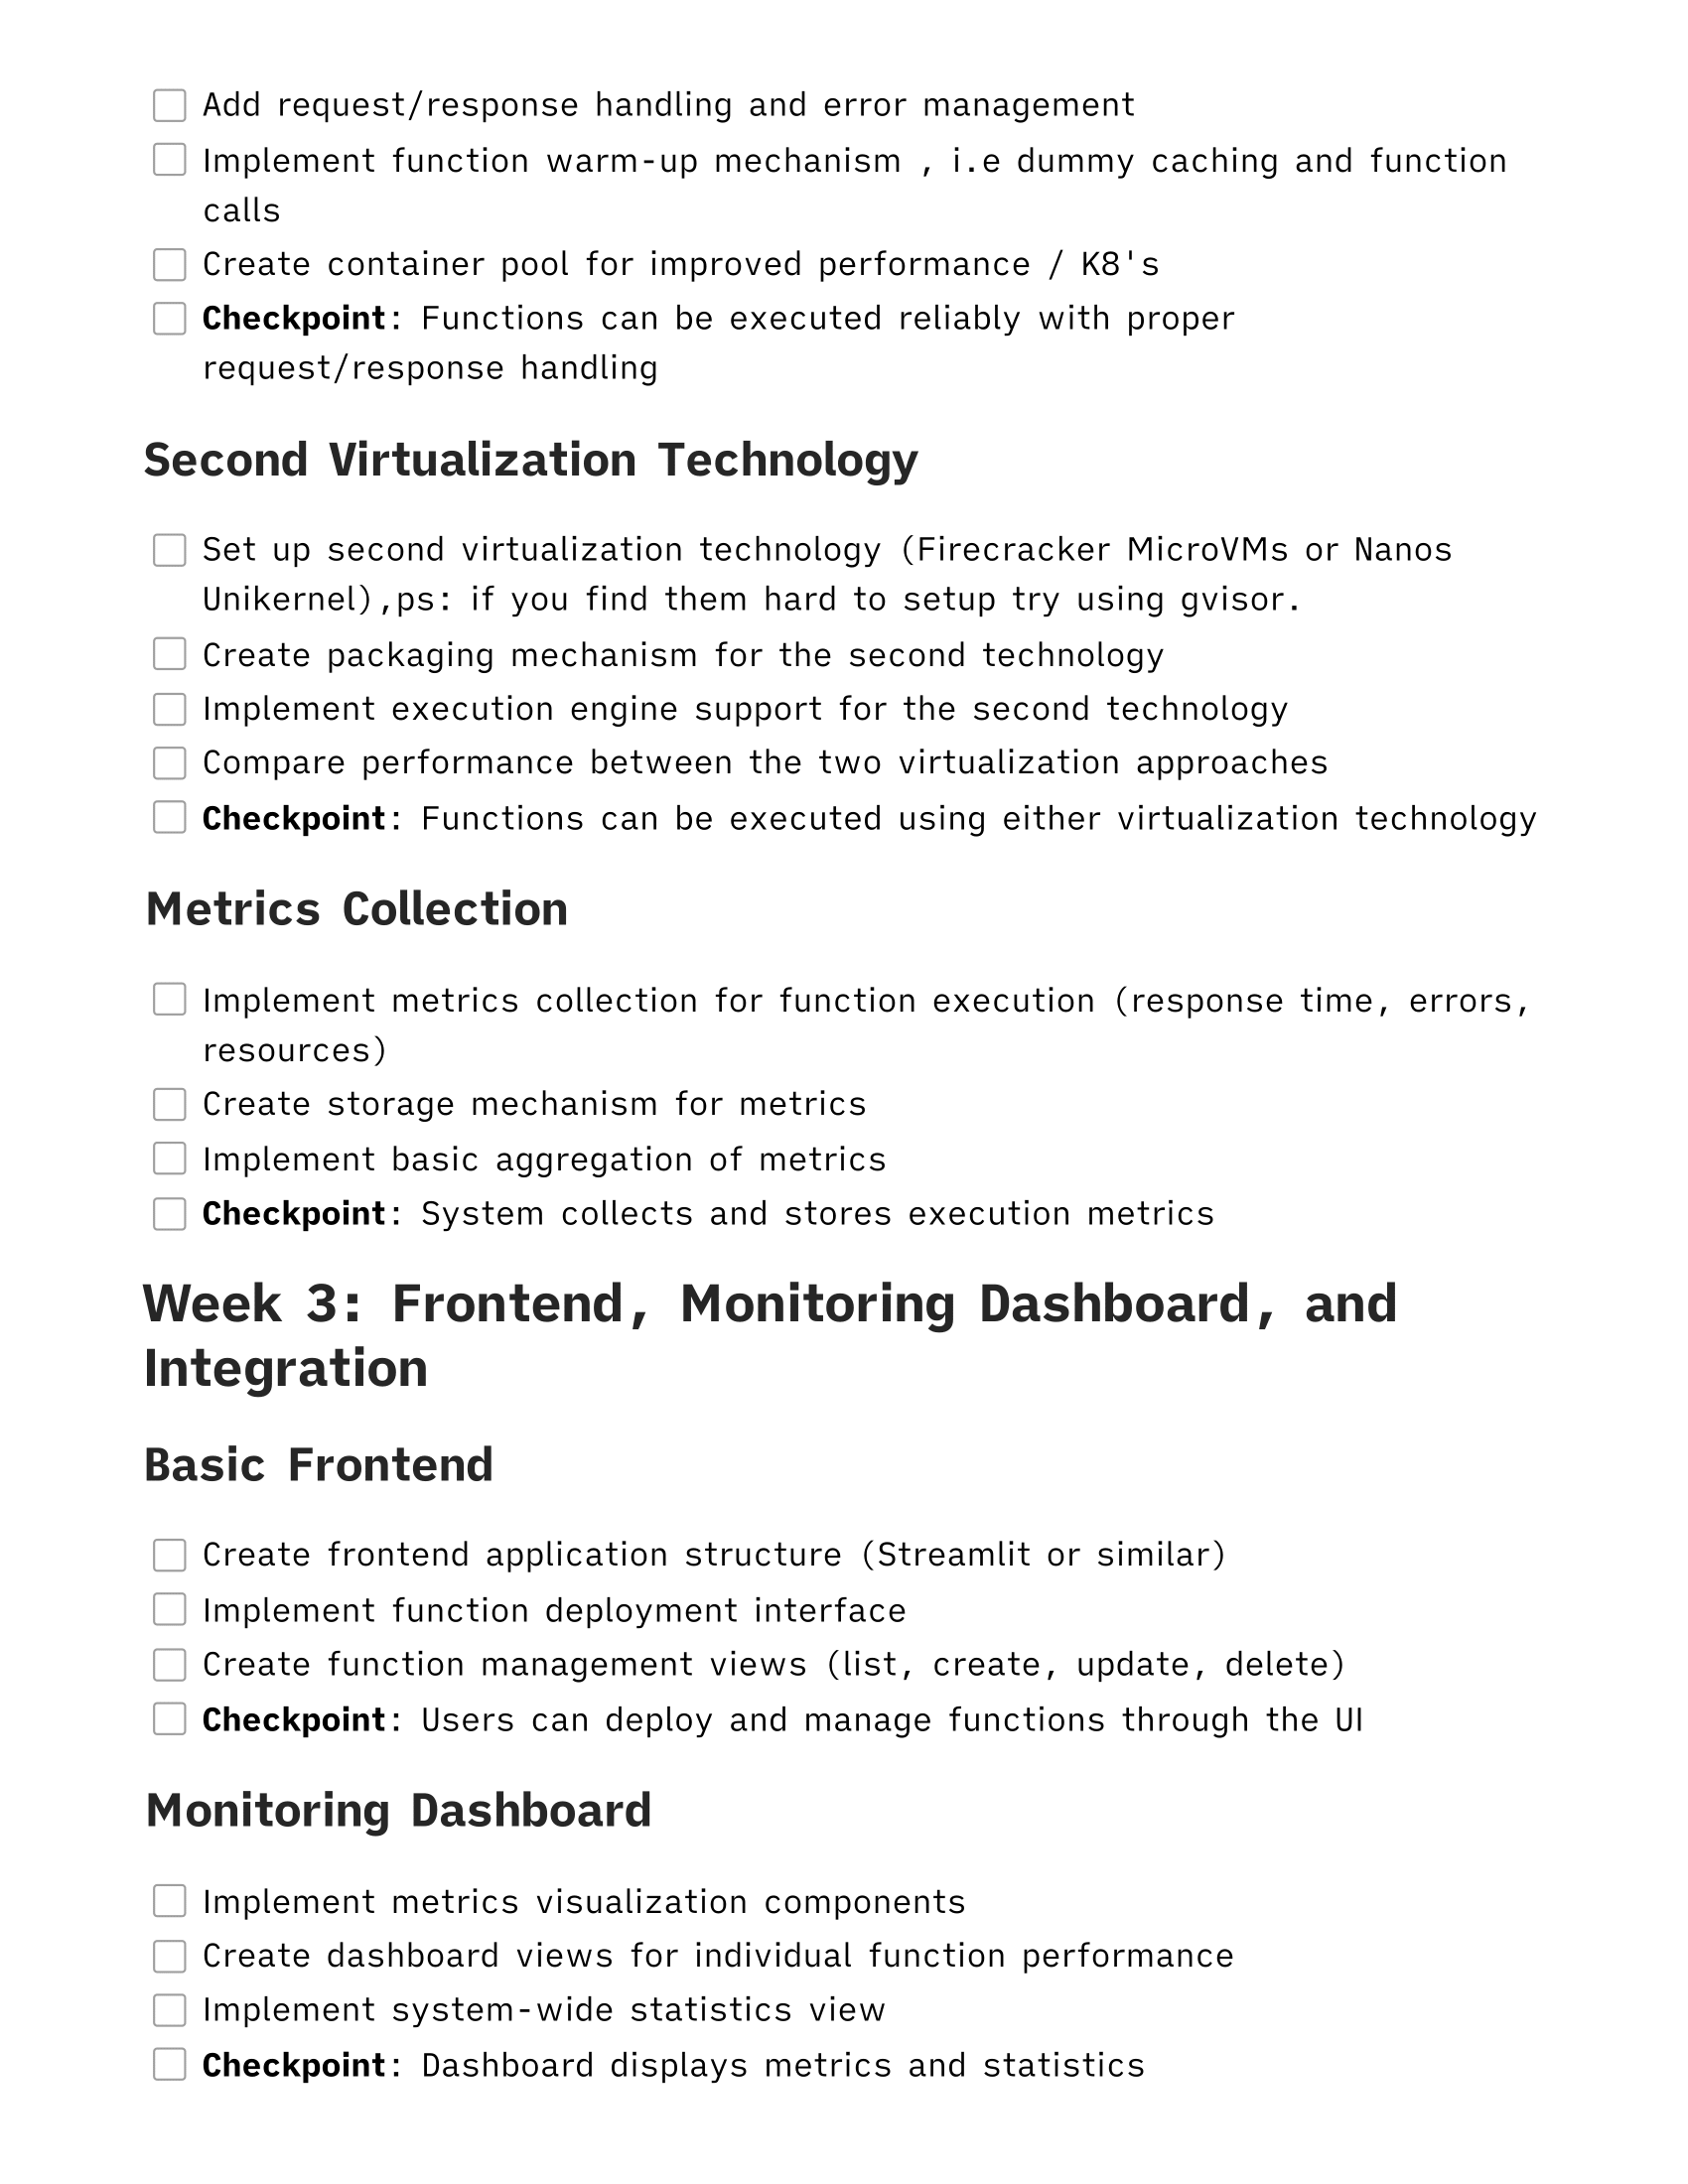 Add request/response handling and error management
Implement function warm-up mechanism , i.e dummy caching and function
calls
Create container pool for improved performance / K8's
Checkpoint: Functions can be executed reliably with proper
request/response handling
Second Virtualization Technology
Set up second virtualization technology (Firecracker MicroVMs or Nanos
Unikernel),ps: if you find them hard to setup try using gvisor.
Create packaging mechanism for the second technology
Implement execution engine support for the second technology
Compare performance between the two virtualization approaches
Checkpoint: Functions can be executed using either virtualization technology
Metrics Collection
Implement metrics collection for function execution (response time, errors,
resources)
Create storage mechanism for metrics
Implement basic aggregation of metrics
Checkpoint: System collects and stores execution metrics
Week 3: Frontend, Monitoring Dashboard, and
Integration
Basic Frontend
Create frontend application structure (Streamlit or similar)
Implement function deployment interface
Create function management views (list, create, update, delete)
Checkpoint: Users can deploy and manage functions through the UI
Monitoring Dashboard
Implement metrics visualization components
Create dashboard views for individual function performance
Implement system-wide statistics view
Checkpoint: Dashboard displays metrics and statistics